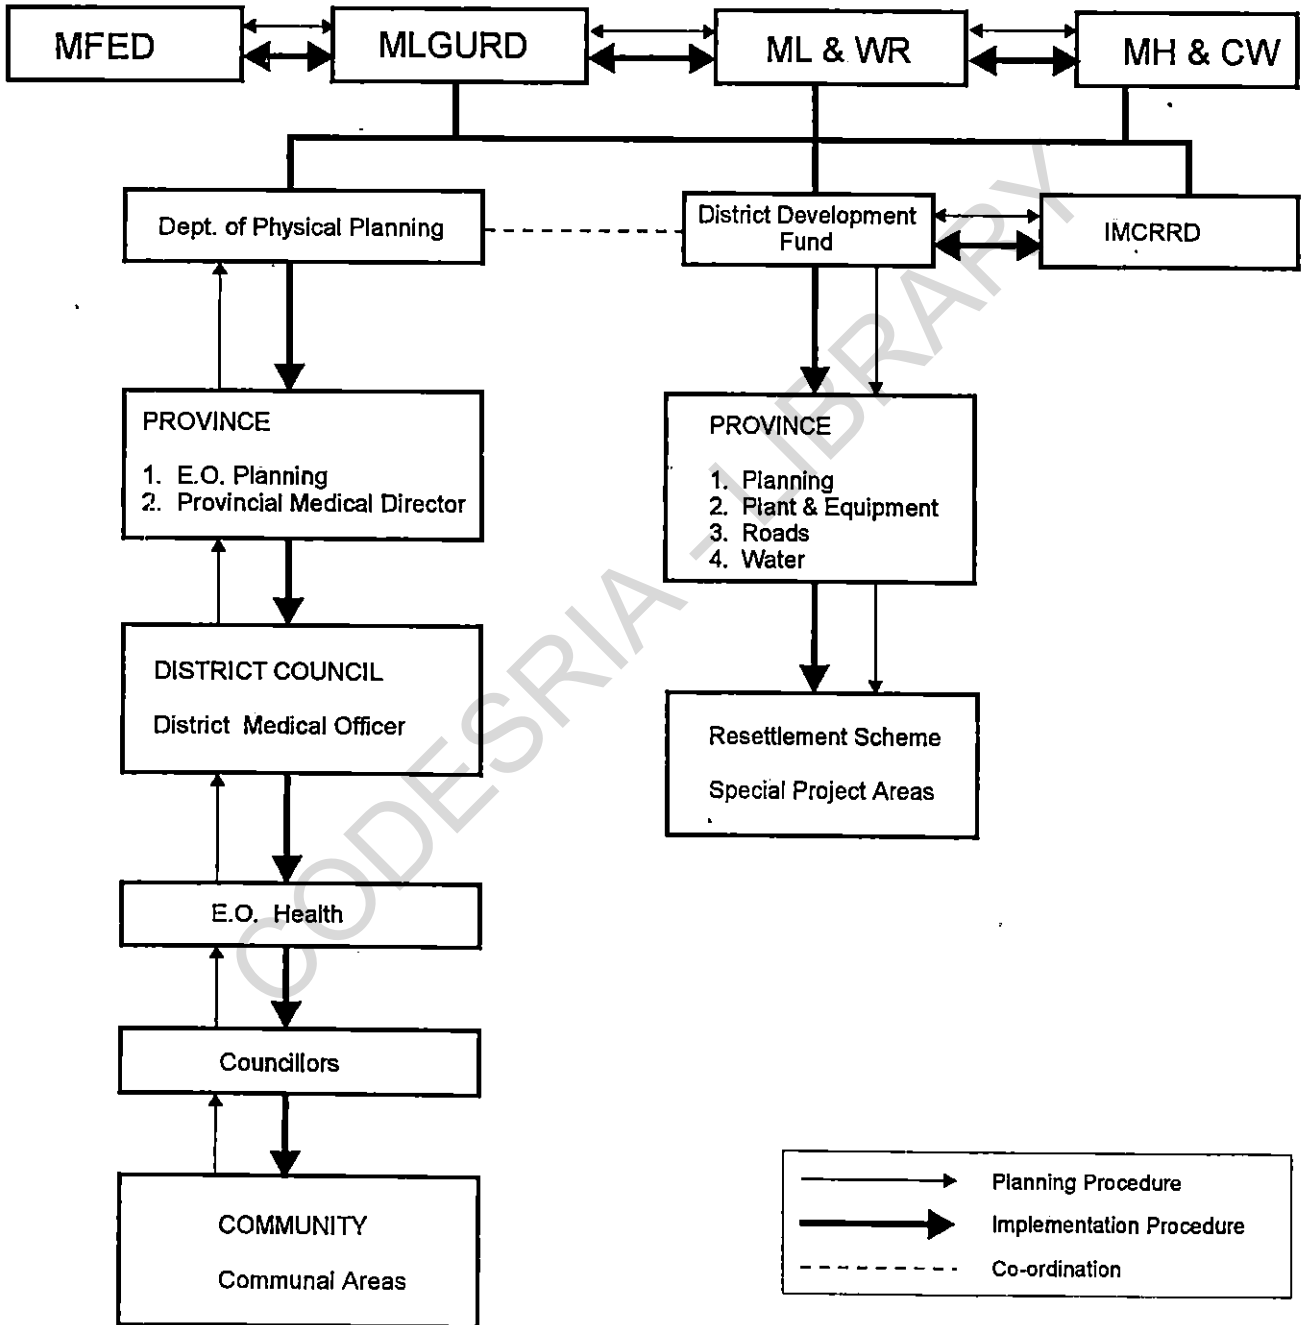 MFED
MLGURD
ML & WR
MH & CW
Dept. of Physical Planning
District Development
Fund
IMCRRD
PROVINCE
1. E.O. Planning
2. Provincial Medical Director
PROVINCE
1. Planning
2. Plant & Equipment
3. Roads
4. Water
DISTRICT COUNCIL
District Medical Officer
Resettlement Scheme
Special Project Areas
E.O. Health
Councillors
COMMUNITY
Communal Areas
Planning Procedure
Implementation Procedure
Co-ordination
CODESRIA - LIBRARY